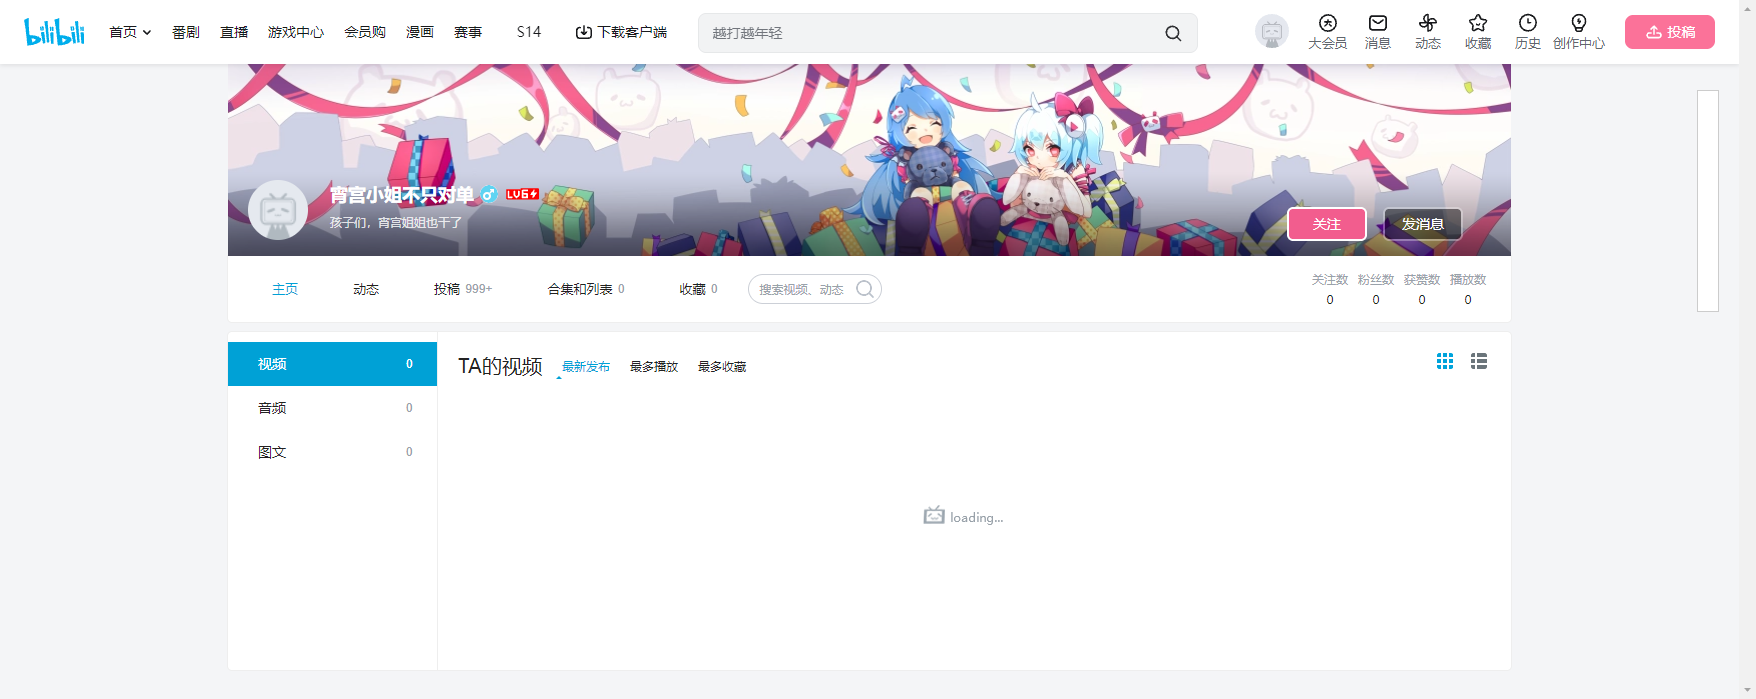 bilibili 首页 番剧 直播 游戏中心 会员购 漫画 赛事 S14 下载客户端 越打越年轻 大会员 消息 动态 收藏 历史 创作中心 投稿
宵宫小姐不只对单 LV6
孩子们，宵宫姐姐也干了
关注 发消息
主页 动态 投稿 999+ 合集和列表 0 收藏 0 搜索视频、动态
关注数 粉丝数 获赞数 播放数
0 0 0 0
视频 0
音频 0
图文 0
TA的视频 最新发布 最多播放 最多收藏
loading...